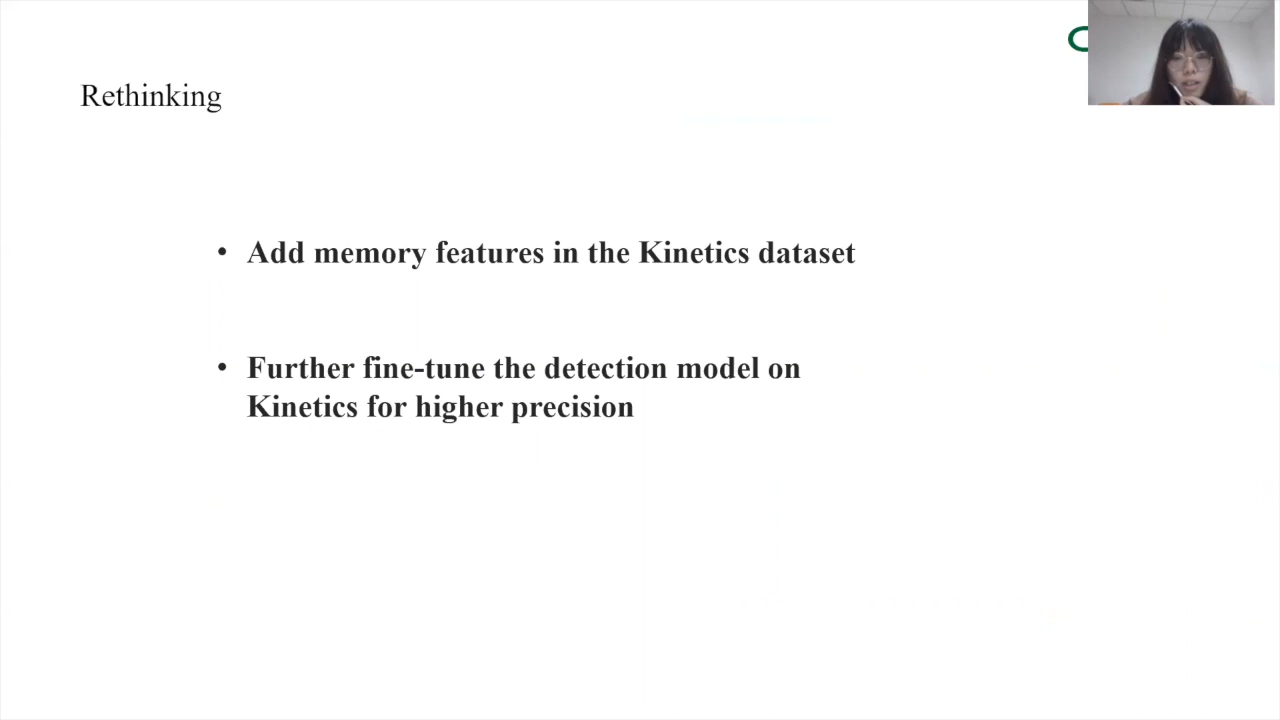 Rethinking
• Add memory features in the Kinetics dataset
• Further fine-tune the detection model on
Kinetics for higher precision